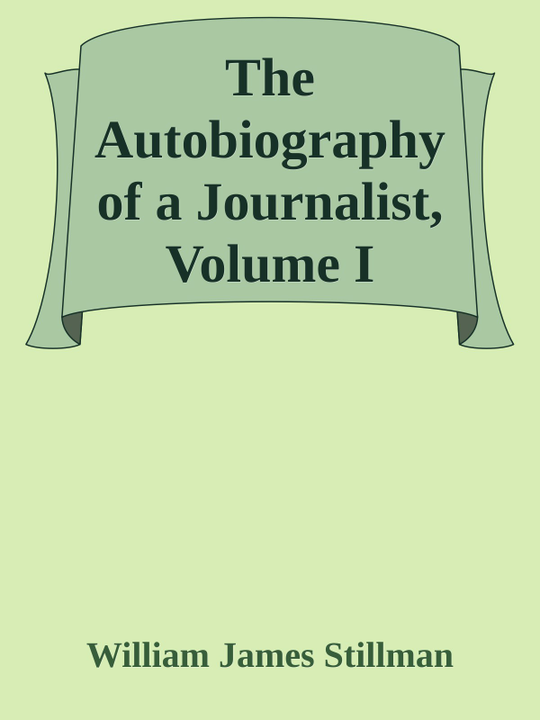 The
Autobiography
of a Journalist,
Volume I
William James Stillman